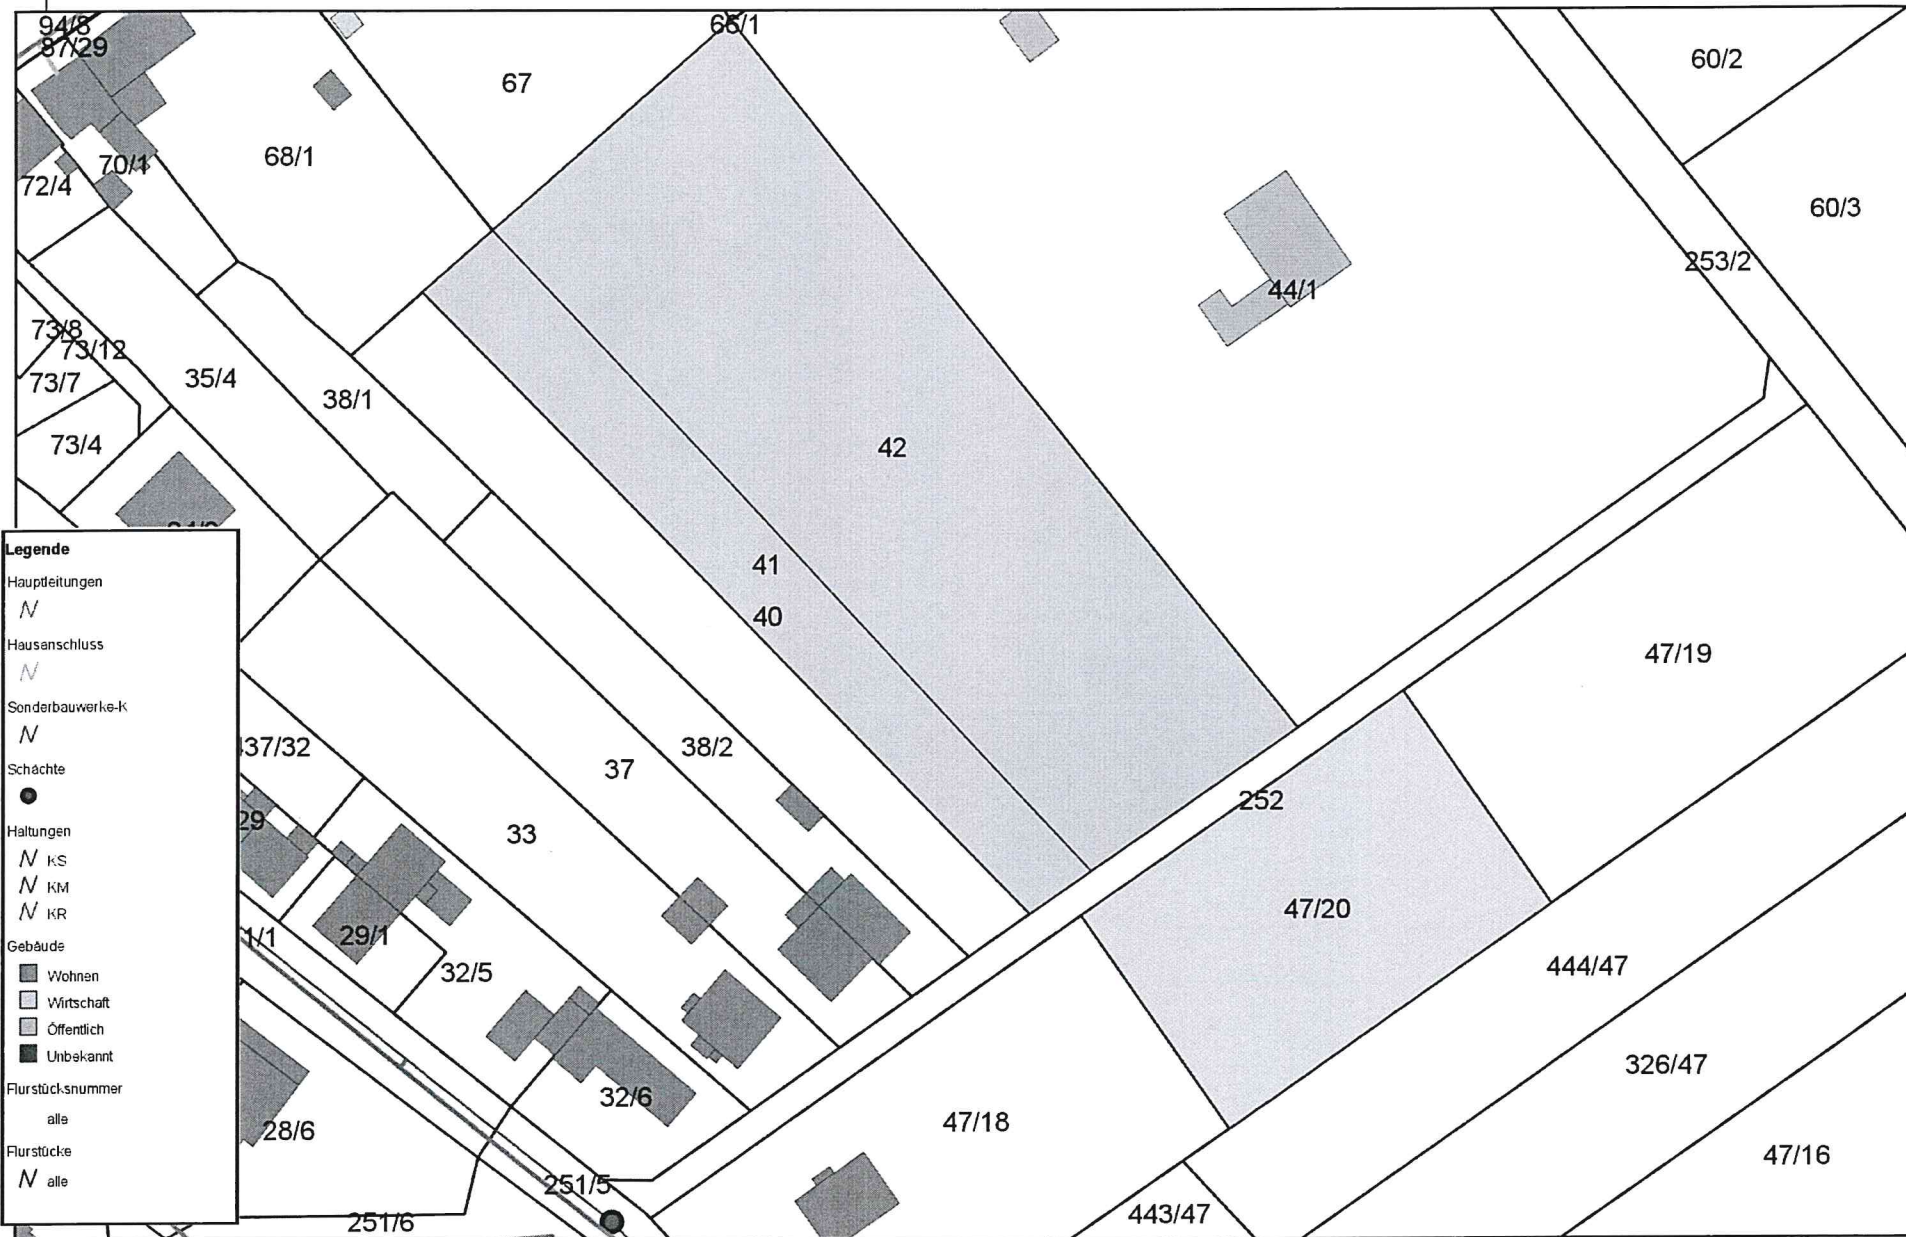 94/8
66/1
87/29
67
60/2
68/1
70/1
72/4
60/3
253/2
44/1
73/8
73/12
73/7
35/4
38/1
73/4
42
41
40
47/19
Legende
Hauptleitungen
Hausanschluss
Sonderbauwerke-K
Schächte
Haltungen
KS
KM
KR
Gebäude
Wohnen
Wirtschaft
Öffentlich
Unbekannt
Flurstücksnummer
alle
Flurstücke
alle
437/32
38/2
37
252
29
33
47/20
1/1
29/1
32/5
444/47
326/47
32/6
47/18
28/6
47/16
251/5
251/6
443/47